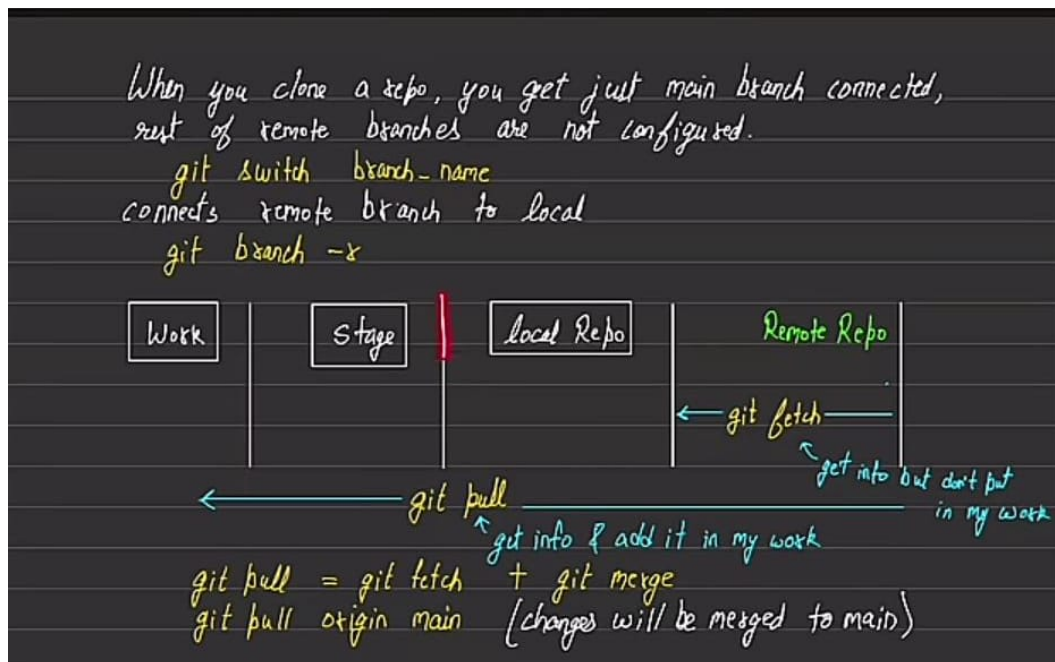 When you clone a repo, you get just main branch connected,
rest of remote branches are not configured.
git switch branch_name
connects remote branch to local
git branch -r
Work
Stage
local Repo
Remote Repo
git fetch
get info but don't put
in my work
git pull
get info & add it in my work
git pull = git fetch + git merge
git pull origin main (changes will be merged to main)